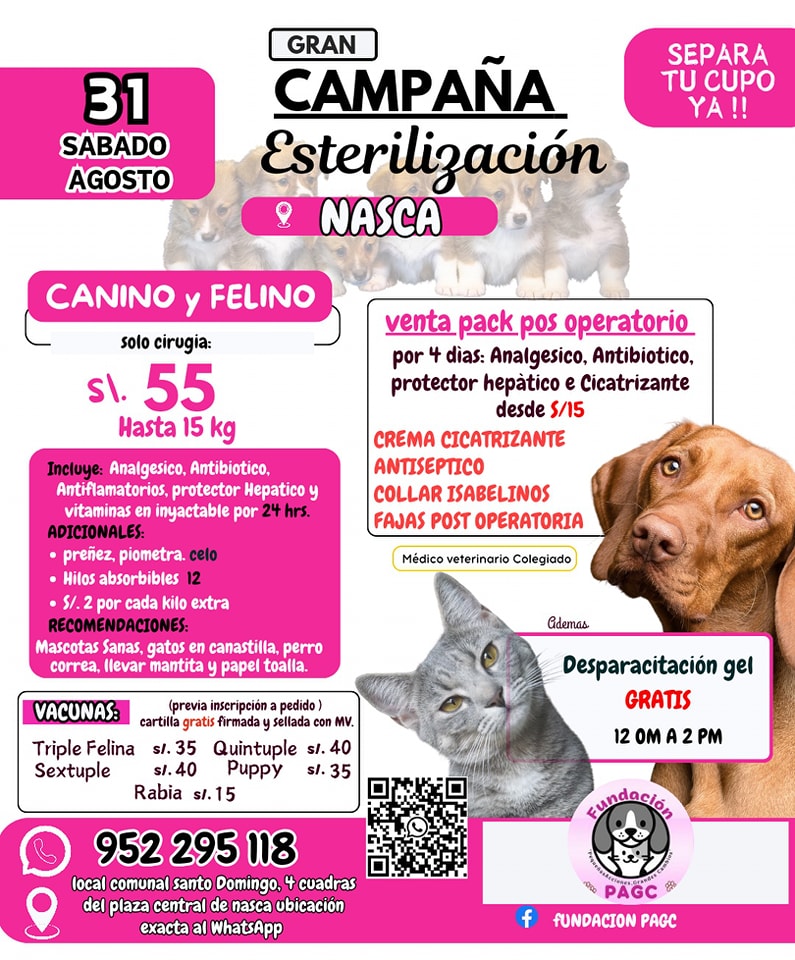 GRAN
CAMPAÑA
Esterilización
NASCA
31
SABADO
AGOSTO
SEPARA
TU CUPO
YA !!
CANINO y FELINO
solo cirugia:
S\. 55
Hasta 15 kg
Incluye: Analgesico, Antibiotico,
Antiflamatorios, protector Hepatico y
vitaminas en inyactable por 24 hrs.
ADICIONALES:
• preñez, piometra. celo
• Hilos absorbibles 12
• S/. 2 por cada kilo extra
RECOMENDACIONES:
Mascotas Sanas, gatos en canastilla, perro
correa, llevar mantita y papel toalla.
venta pack pos operatorio
por 4 dias: Analgesico, Antibiotico,
protector hepàtico e Cicatrizante
desde S/15
CREMA CICATRIZANTE
ANTISEPTICO
COLLAR ISABELINOS
FAJAS POST OPERATORIA
Médico veterinario Colegiado
Ademas
Desparacitación gel
GRATIS
12 OM A 2 PM
VACUNAS:
(previa inscripción a pedido )
cartilla gratis firmada y sellada con MV.
Triple Felina s/. 35 Quintuple s/. 40
Sextuple s/. 40 Puppy s/. 35
Rabia s/. 15
952 295 118
local comunal santo Domingo, 4 cuadras
del plaza central de nasca ubicación
exacta al WhatsApp
Fundación
PAGC
fUNDACION PAGC